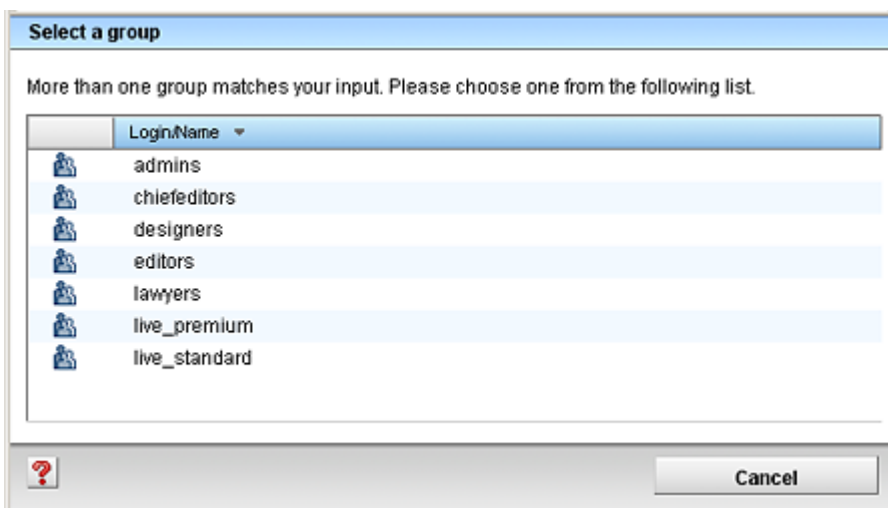 Select a group
More than one group matches your input. Please choose one from the following list.
Login/Name
admins
chiefeditors
designers
editors
lawyers
live_premium
live_standard
?
Cancel